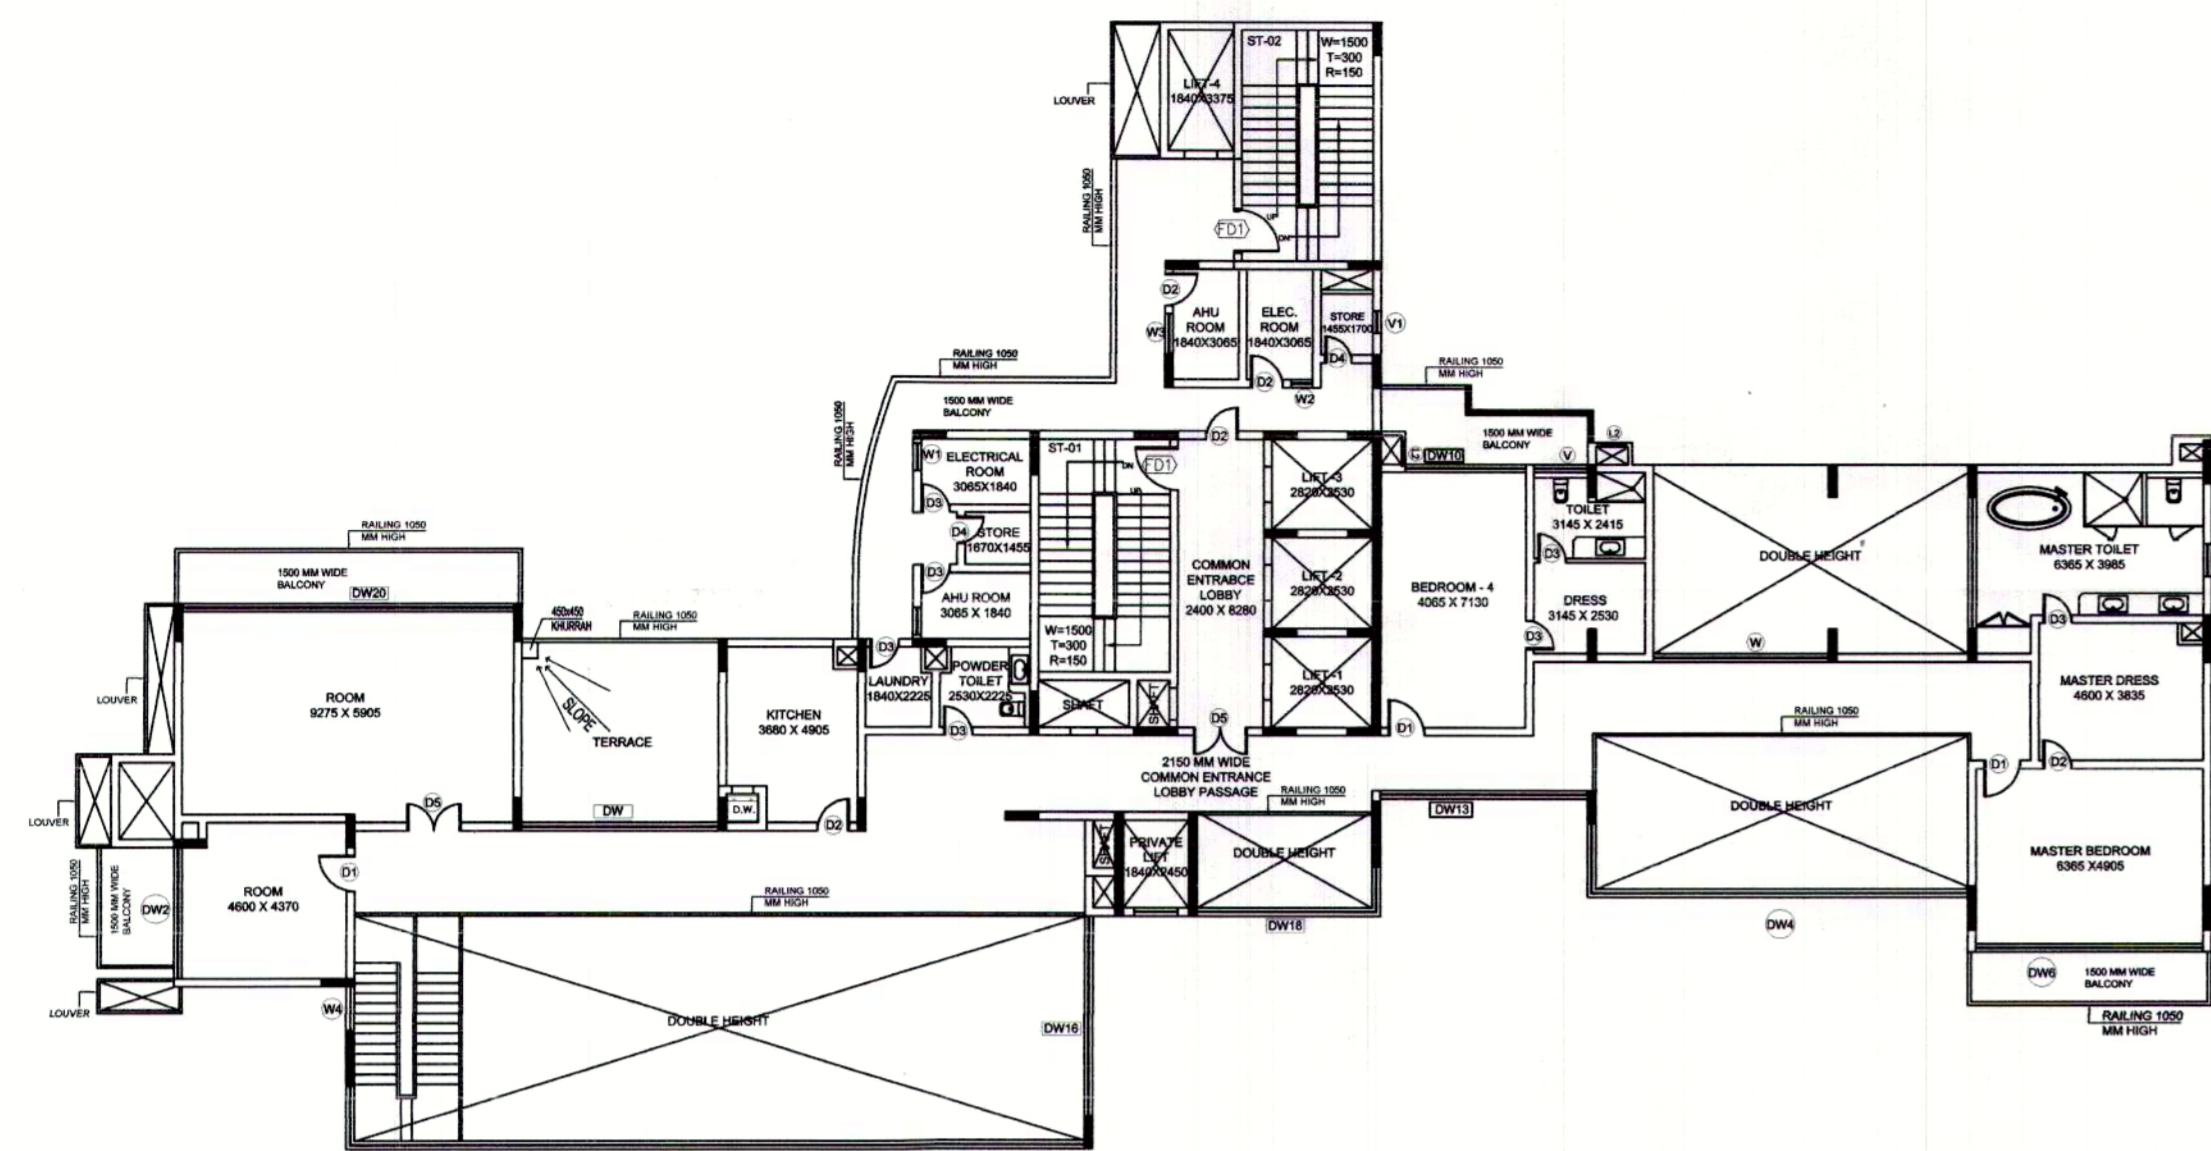 ST-02
W=1500
T=300
R=150
LIFT-4
1840X3375
LOUVER
RAILING 1050
MM HIGH
FD1
UP
DN
D2
W3
AHU
ROOM
1840X3065
ELEC.
ROOM
1840X3065
STORE
1455X1700
V1
D4
D2
W2
RAILING 1050
MM HIGH
RAILING 1050
MM HIGH
1500 MM WIDE
BALCONY
RAILING 1050
MM HIGH
D2
1500 MM WIDE
BALCONY
L2
DW10
V
W1
ELECTRICAL
ROOM
3065X1840
ST-01
DN
FD1
UP
LIFT-3
2820X2530
D3
D4
STORE
1670X1455
D3
AHU ROOM
3065 X 1840
COMMON
ENTRABCE
LOBBY
2400 X 8280
LIFT-2
2820X2530
BEDROOM - 4
4065 X 7130
TOILET
3145 X 2415
D3
DRESS
3145 X 2530
D3
DOUBLE HEIGHT
W
MASTER TOILET
6365 X 3985
D3
RAILING 1050
MM HIGH
1500 MM WIDE
BALCONY
DW20
450x450
KHURRAH
RAILING 1050
MM HIGH
D3
W=1500
T=300
R=150
LAUNDRY
1840X2225
POWDER
TOILET
2530X2225
D3
SHAFT
SHAFT
LIFT-1
2820X2530
D5
D1
MASTER DRESS
4600 X 3835
LOUVER
ROOM
9275 X 5905
SLOPE
TERRACE
KITCHEN
3680 X 4905
RAILING 1050
MM HIGH
2150 MM WIDE
COMMON ENTRANCE
LOBBY PASSAGE
RAILING 1050
MM HIGH
D1
D2
LOUVER
D5
DW
D.W.
D2
DW13
DOUBLE HEIGHT
SHAFT
PRIVATE
LIFT
1840X2450
DOUBLE HEIGHT
MASTER BEDROOM
6365 X4905
RAILING 1050
MM HIGH
1500 MM WIDE
BALCONY
DW2
ROOM
4600 X 4370
D1
RAILING 1050
MM HIGH
DW18
DW4
DW6
1500 MM WIDE
BALCONY
LOUVER
W4
DOUBLE HEIGHT
DW16
RAILING 1050
MM HIGH